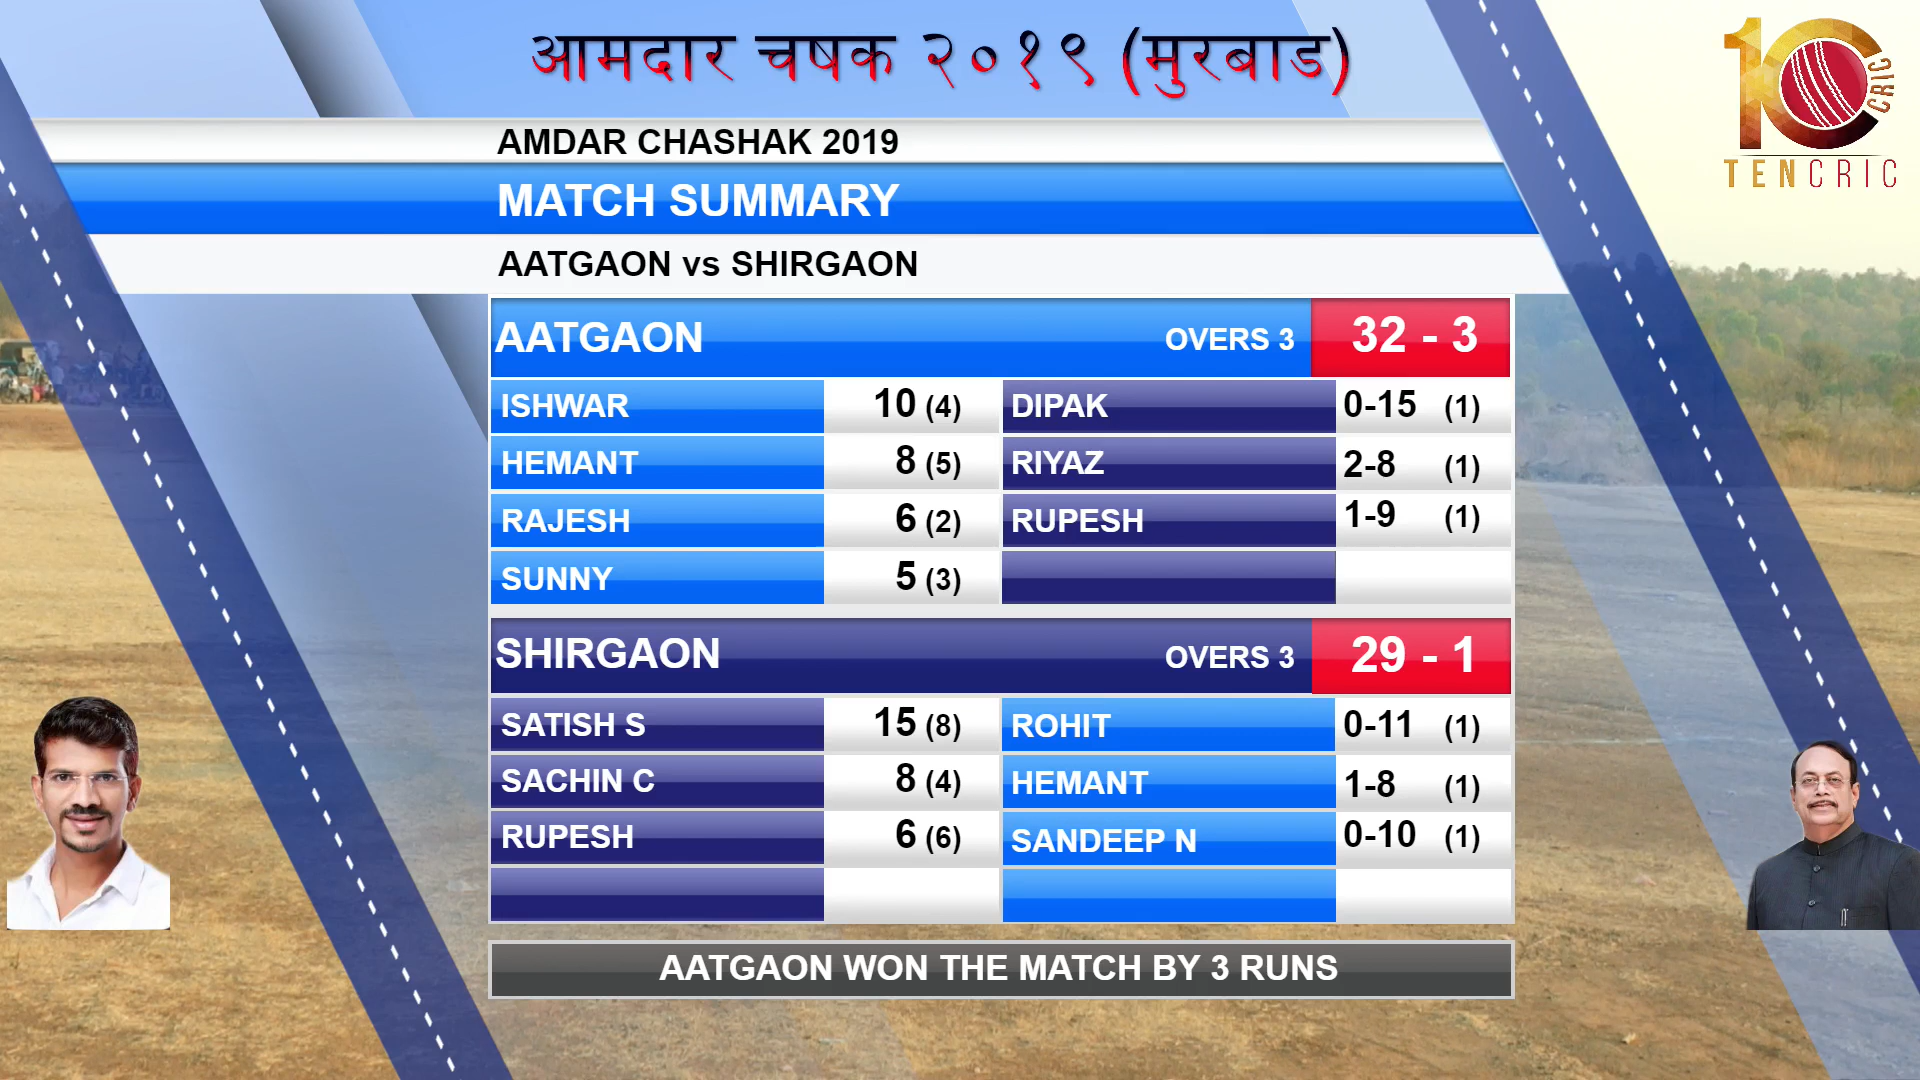 आमदार चषक २०१९ (मुरबाड)
10 CRIC
TENCRIC
AMDAR CHASHAK 2019
MATCH SUMMARY
AATGAON vs SHIRGAON
AATGAON OVERS 3 32 - 3
ISHWAR 10 (4) DIPAK 0-15 (1)
HEMANT 8 (5) RIYAZ 2-8 (1)
RAJESH 6 (2) RUPESH 1-9 (1)
SUNNY 5 (3)
SHIRGAON OVERS 3 29 - 1
SATISH S 15 (8) ROHIT 0-11 (1)
SACHIN C 8 (4) HEMANT 1-8 (1)
RUPESH 6 (6) SANDEEP N 0-10 (1)
AATGAON WON THE MATCH BY 3 RUNS